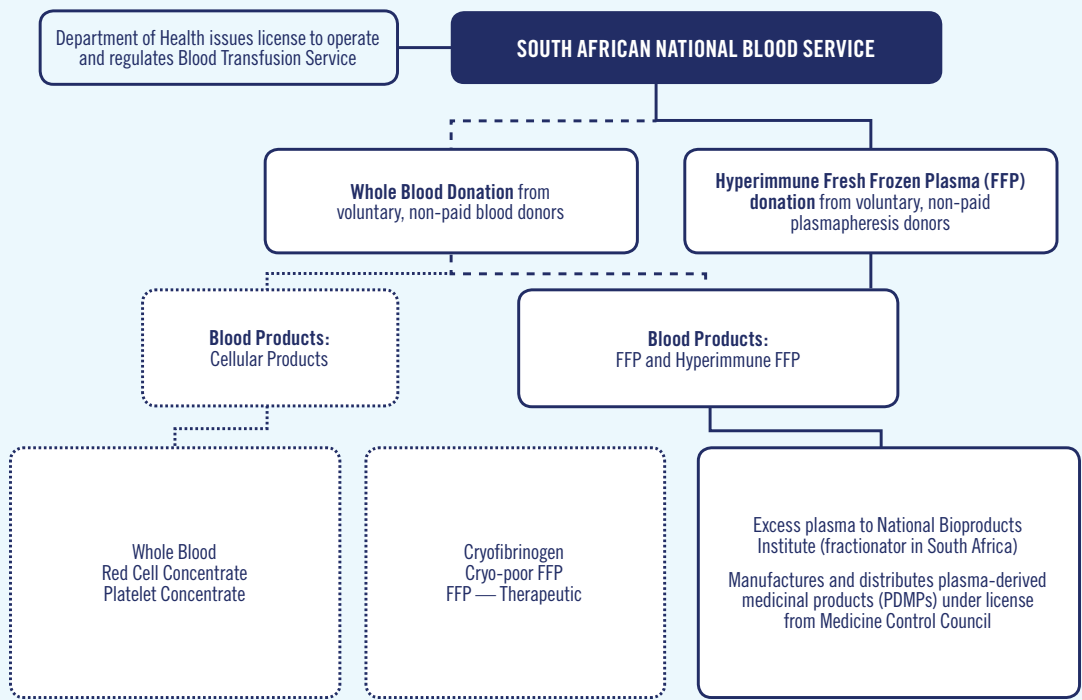 Department of Health issues license to operate
and regulates Blood Transfusion Service
SOUTH AFRICAN NATIONAL BLOOD SERVICE
Whole Blood Donation from
voluntary, non-paid blood donors
Hyperimmune Fresh Frozen Plasma (FFP)
donation from voluntary, non-paid
plasmapheresis donors
Blood Products:
Cellular Products
Blood Products:
FFP and Hyperimmune FFP
Whole Blood
Red Cell Concentrate
Platelet Concentrate
Cryofibrinogen
Cryo-poor FFP
FFP — Therapeutic
Excess plasma to National Bioproducts
Institute (fractionator in South Africa)
Manufactures and distributes plasma-derived
medicinal products (PDMPs) under license
from Medicine Control Council